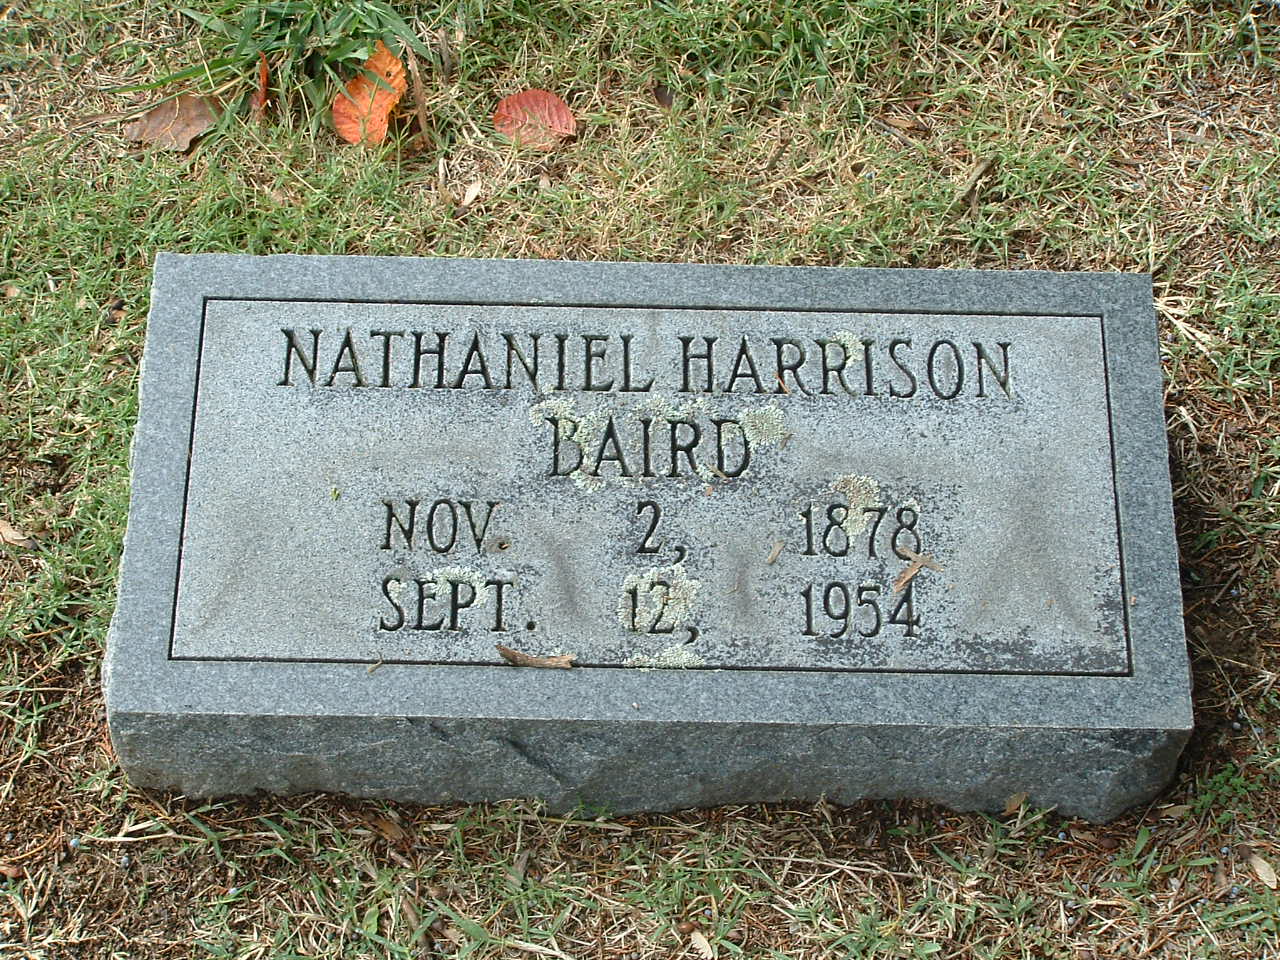 NATHANIEL HARRISON
BAIRD
NOV. 2, 1878
SEPT. 12, 1954